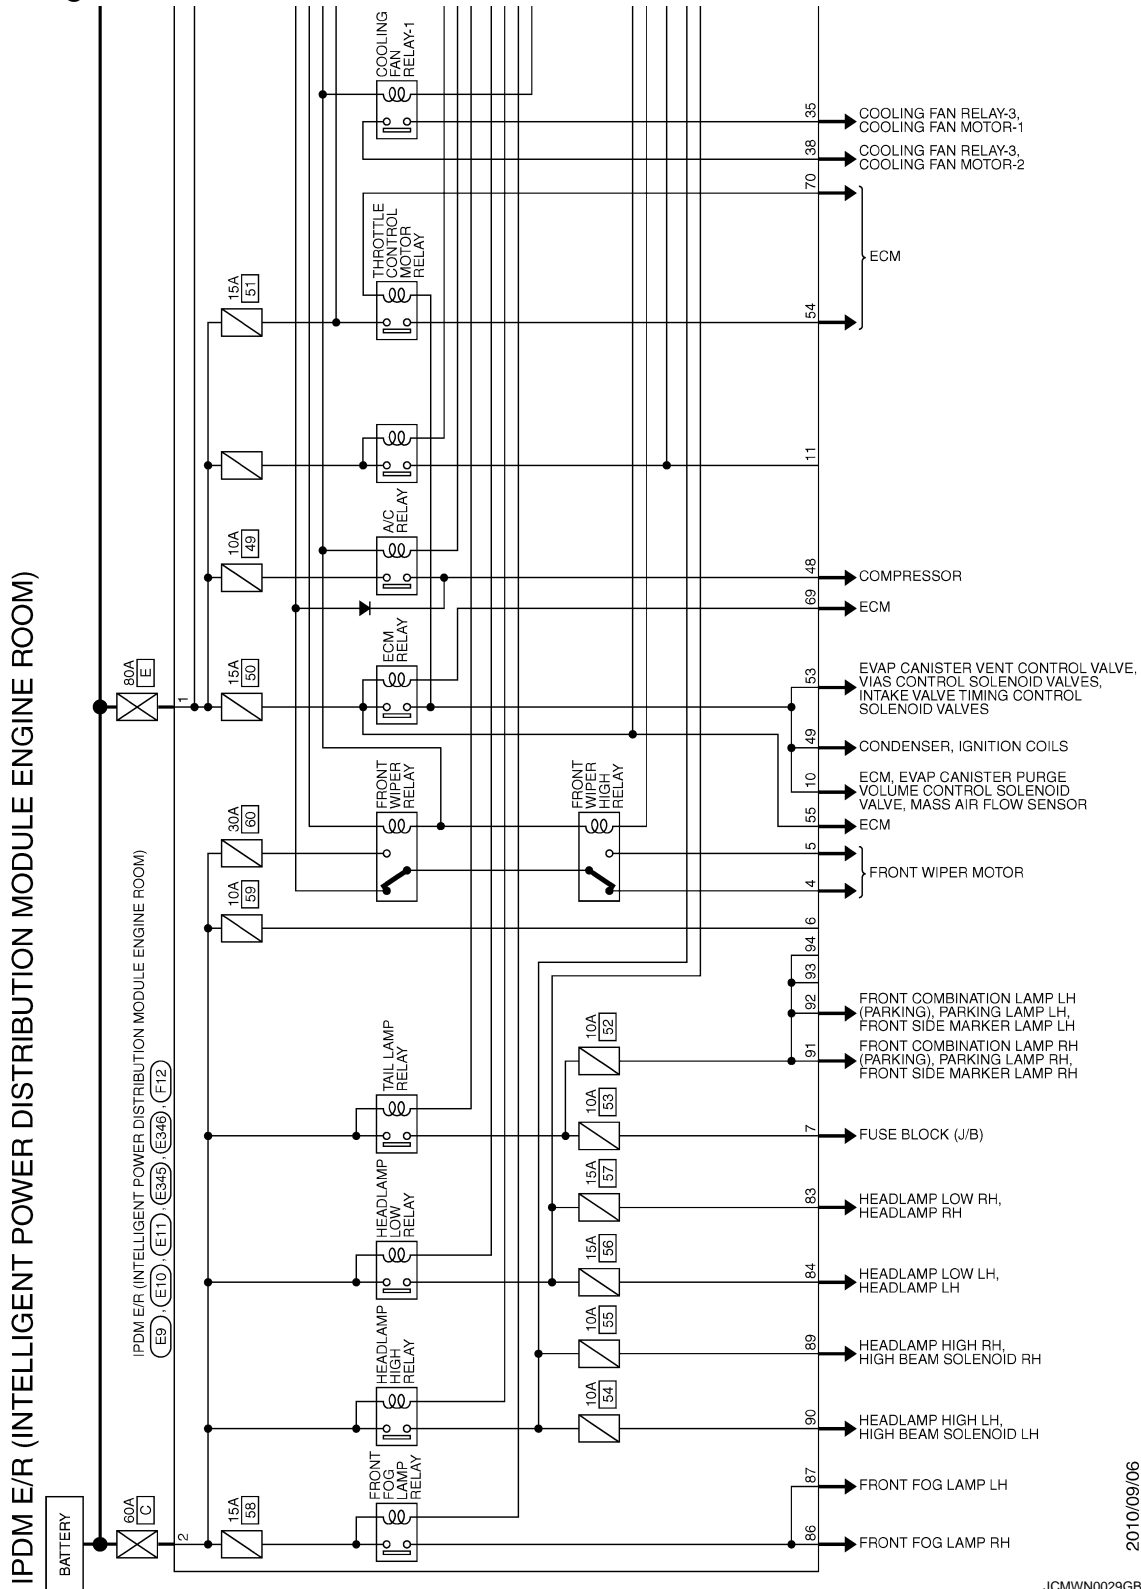 IPDM E/R (INTELLIGENT POWER DISTRIBUTION MODULE ENGINE ROOM)
BATTERY
60A
C
80A
E
2
1
IPDM E/R (INTELLIGENT POWER DISTRIBUTION MODULE ENGINE ROOM)
E9 , E10 , E11 , E345 , E346 , F12
15A
58
10A
59
30A
60
15A
50
10A
49
15A
51
FRONT
FOG
LAMP
RELAY
HEADLAMP
HIGH
RELAY
HEADLAMP
LOW
RELAY
TAIL LAMP
RELAY
FRONT
WIPER
RELAY
ECM
RELAY
A/C
RELAY
THROTTLE
CONTROL
MOTOR
RELAY
COOLING
FAN
RELAY-1
FRONT
WIPER
HIGH
RELAY
10A
54
10A
55
15A
56
15A
57
10A
53
10A
52
35
COOLING FAN RELAY-3,
COOLING FAN MOTOR-1
38
COOLING FAN RELAY-3,
COOLING FAN MOTOR-2
70
ECM
54
11
48
COMPRESSOR
69
ECM
53
EVAP CANISTER VENT CONTROL VALVE,
VIAS CONTROL SOLENOID VALVES,
INTAKE VALVE TIMING CONTROL
SOLENOID VALVES
49
CONDENSER, IGNITION COILS
10
ECM, EVAP CANISTER PURGE
VOLUME CONTROL SOLENOID
VALVE, MASS AIR FLOW SENSOR
55
ECM
5
FRONT WIPER MOTOR
4
6
94
93
92
FRONT COMBINATION LAMP LH
(PARKING), PARKING LAMP LH,
FRONT SIDE MARKER LAMP LH
91
FRONT COMBINATION LAMP RH
(PARKING), PARKING LAMP RH,
FRONT SIDE MARKER LAMP RH
7
FUSE BLOCK (J/B)
83
HEADLAMP LOW RH,
HEADLAMP RH
84
HEADLAMP LOW LH,
HEADLAMP LH
89
HEADLAMP HIGH RH,
HIGH BEAM SOLENOID RH
90
HEADLAMP HIGH LH,
HIGH BEAM SOLENOID LH
87
FRONT FOG LAMP LH
86
FRONT FOG LAMP RH
2010/09/06
JCMWN0029GB